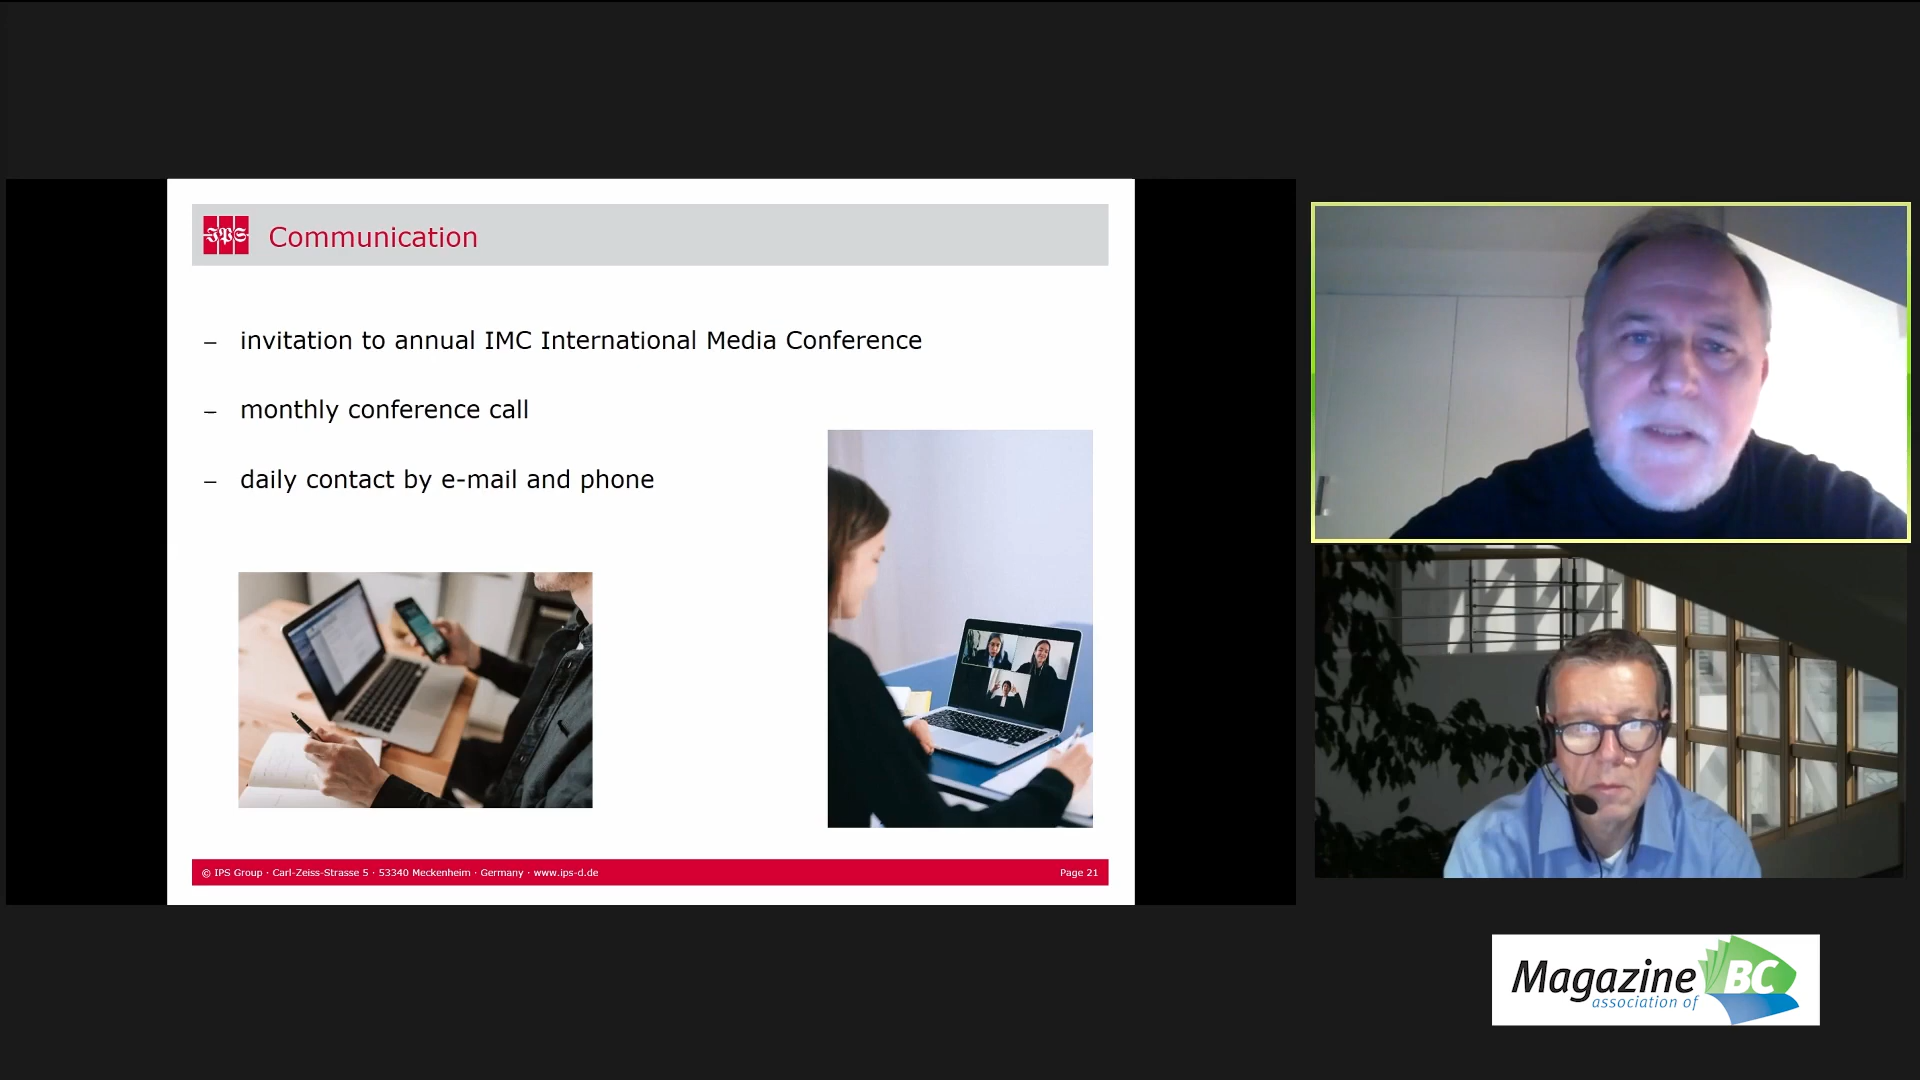 IPS
Communication
– invitation to annual IMC International Media Conference
– monthly conference call
– daily contact by e-mail and phone
© IPS Group · Carl-Zeiss-Strasse 5 · 53340 Meckenheim · Germany · www.ips-d.de
Page 21
Magazine BC
association of